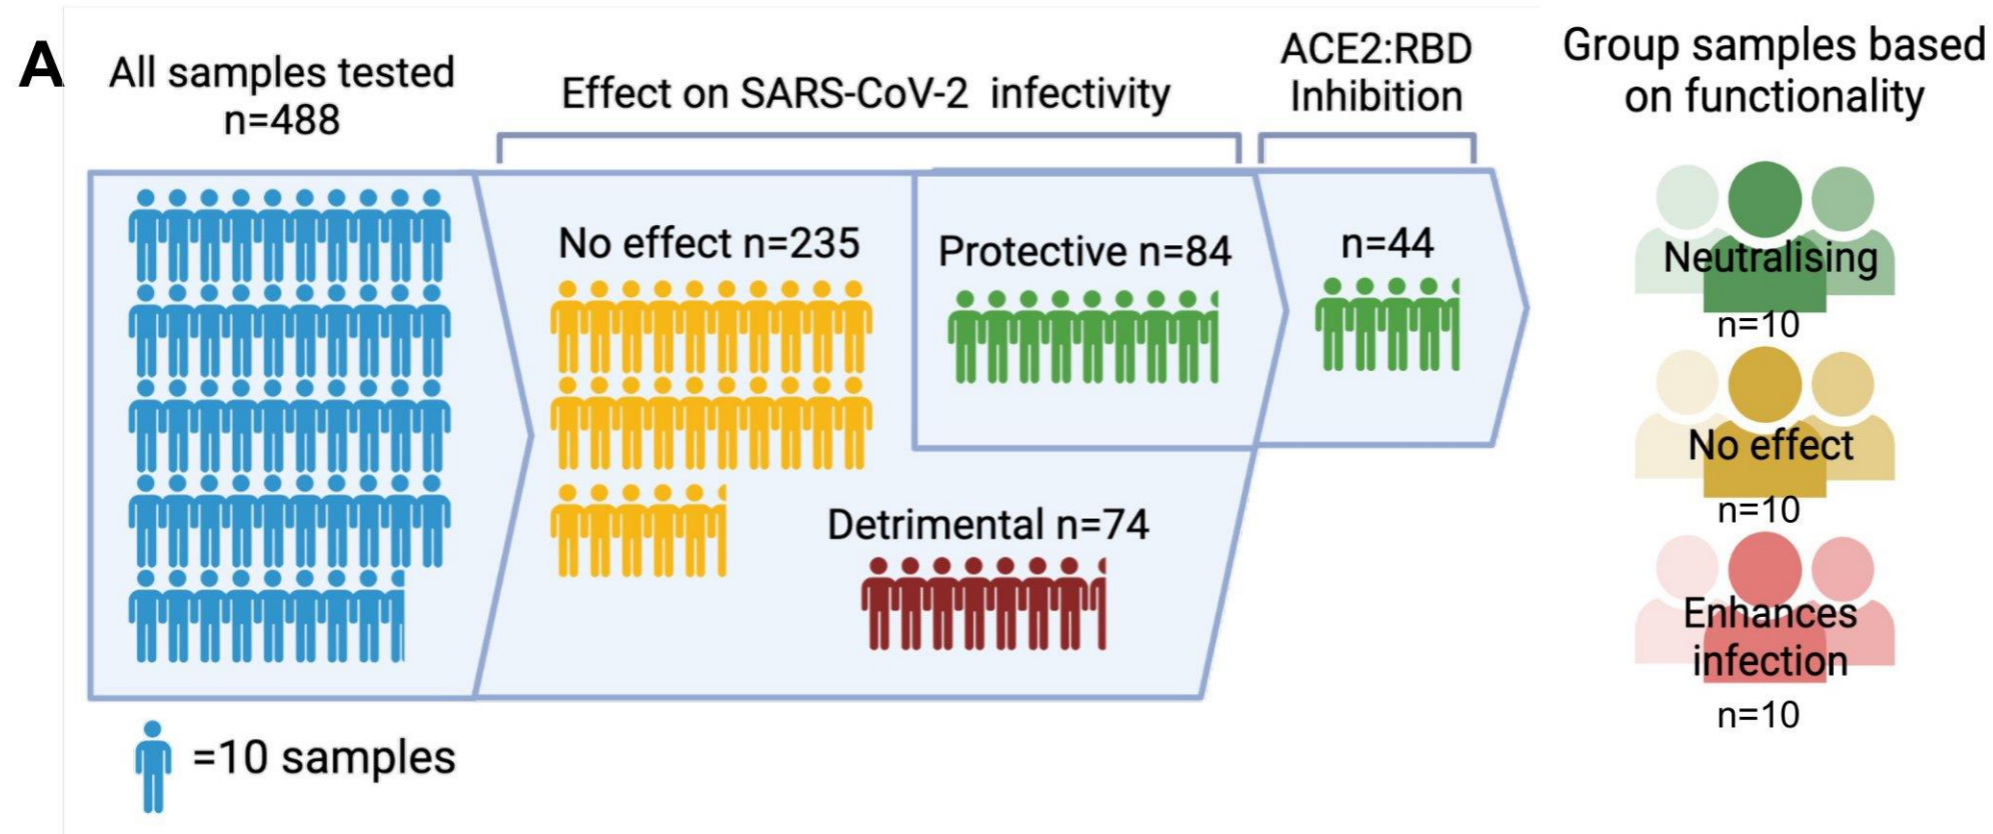 A
All samples tested
n=488
Effect on SARS-CoV-2 infectivity
ACE2:RBD
Inhibition
Group samples based
on functionality
No effect n=235
Protective n=84
n=44
Detrimental n=74
=10 samples
Neutralising
n=10
No effect
n=10
Enhances
infection
n=10